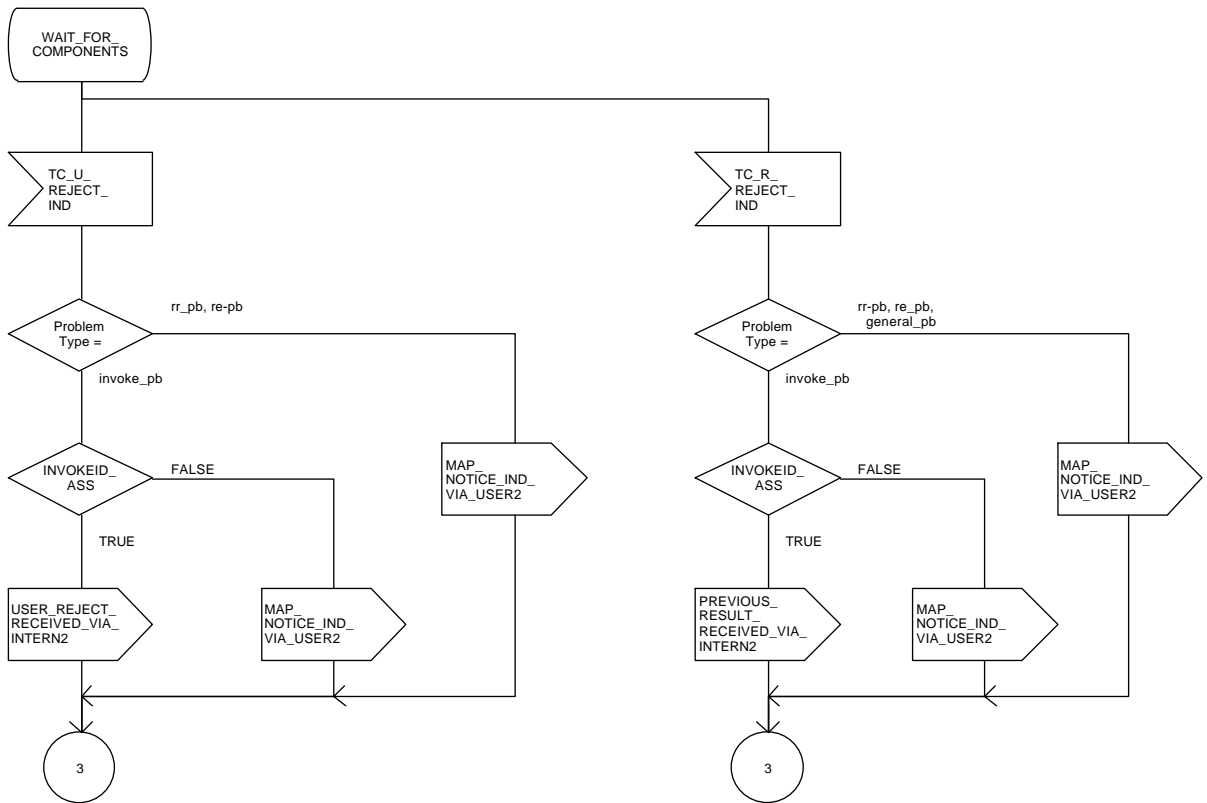 WAIT_FOR_
COMPONENTS
TC_U_
REJECT_
IND
TC_R_
REJECT_
IND
rr_pb, re-pb
Problem
Type =
invoke_pb
rr-pb, re_pb,
general_pb
Problem
Type =
invoke_pb
INVOKEID_
ASS
FALSE
TRUE
MAP_
NOTICE_IND_
VIA_USER2
INVOKEID_
ASS
FALSE
TRUE
MAP_
NOTICE_IND_
VIA_USER2
USER_REJECT_
RECEIVED_VIA_
INTERN2
MAP_
NOTICE_IND_
VIA_USER2
PREVIOUS_
RESULT_
RECEIVED_VIA_
INTERN2
MAP_
NOTICE_IND_
VIA_USER2
3
3